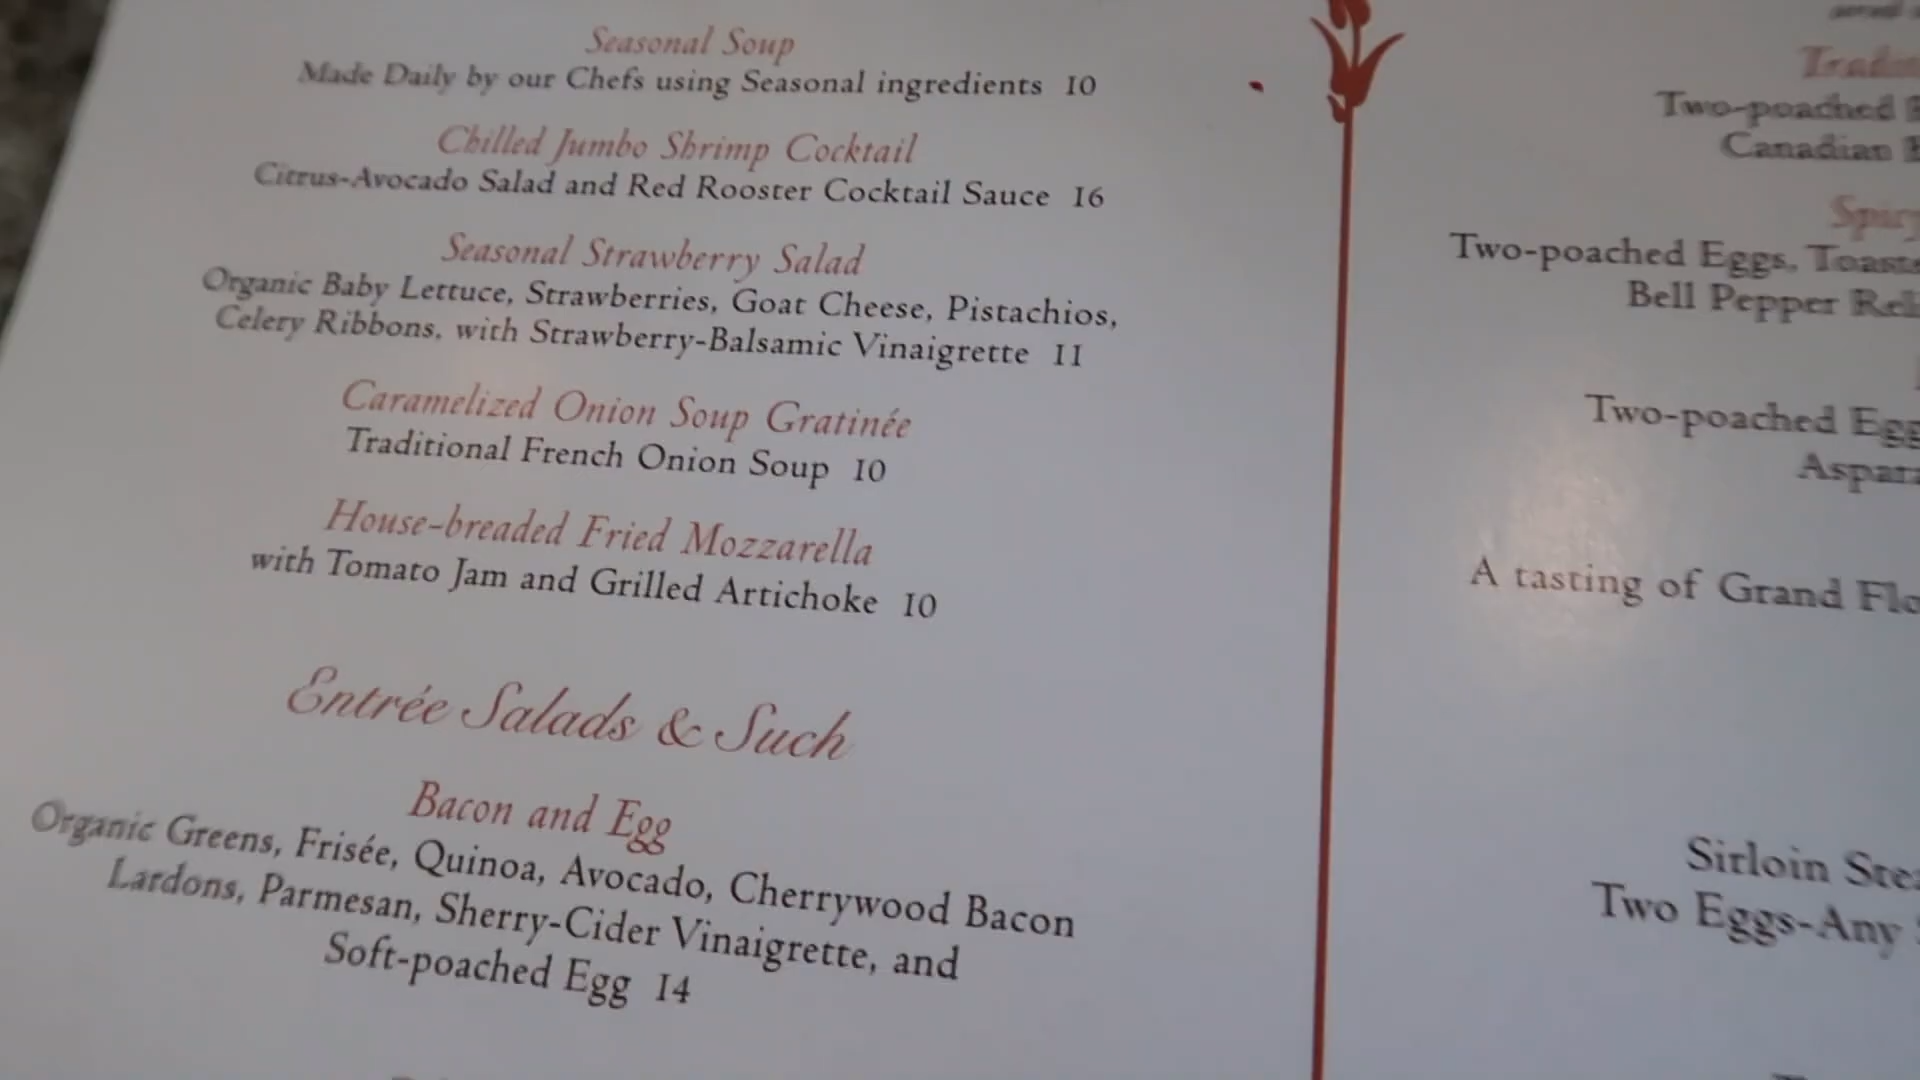 Seasonal Soup
Made Daily by our Chefs using Seasonal ingredients 10
Chilled Jumbo Shrimp Cocktail
Citrus-Avocado Salad and Red Rooster Cocktail Sauce 16
Seasonal Strawberry Salad
Organic Baby Lettuce, Strawberries, Goat Cheese, Pistachios,
Celery Ribbons, with Strawberry-Balsamic Vinaigrette 11
Caramelized Onion Soup Gratinée
Traditional French Onion Soup 10
House-breaded Fried Mozzarella
with Tomato Jam and Grilled Artichoke 10
Entrée Salads & Such
Bacon and Egg
Organic Greens, Frisée, Quinoa, Avocado, Cherrywood Bacon
Lardons, Parmesan, Sherry-Cider Vinaigrette, and
Soft-poached Egg 14
Two-poached
Canadian
Two-poached Eggs,
Bell Pepper
Two-poached
A tasting of Grand
Sirloin
Two Eggs-Any